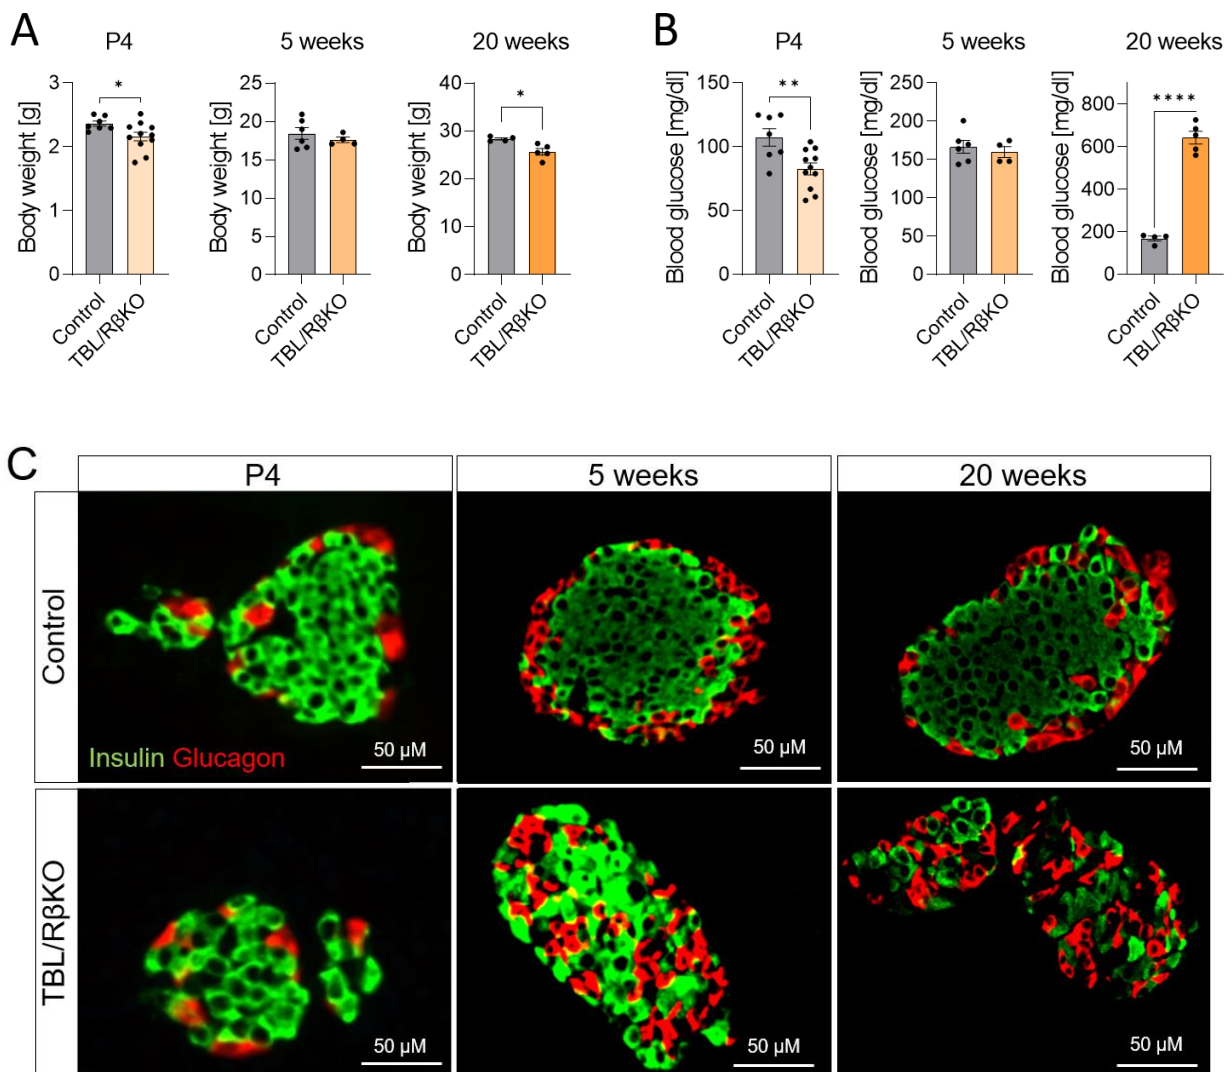 A
P4
5 weeks
20 weeks
Body weight [g]
3
2
1
0
*
Control
TBL/RβKO
Body weight [g]
25
20
15
10
5
0
Control
TBL/RβKO
Body weight [g]
40
30
20
10
0
*
Control
TBL/RβKO
B
P4
5 weeks
20 weeks
Blood glucose [mg/dl]
150
100
50
0
**
Control
TBL/RβKO
Blood glucose [mg/dl]
250
200
150
100
50
0
Control
TBL/RβKO
Blood glucose [mg/dl]
800
600
400
200
0
****
Control
TBL/RβKO
C
P4
5 weeks
20 weeks
Control
Insulin Glucagon
50 µM
50 µM
50 µM
TBL/RβKO
50 µM
50 µM
50 µM